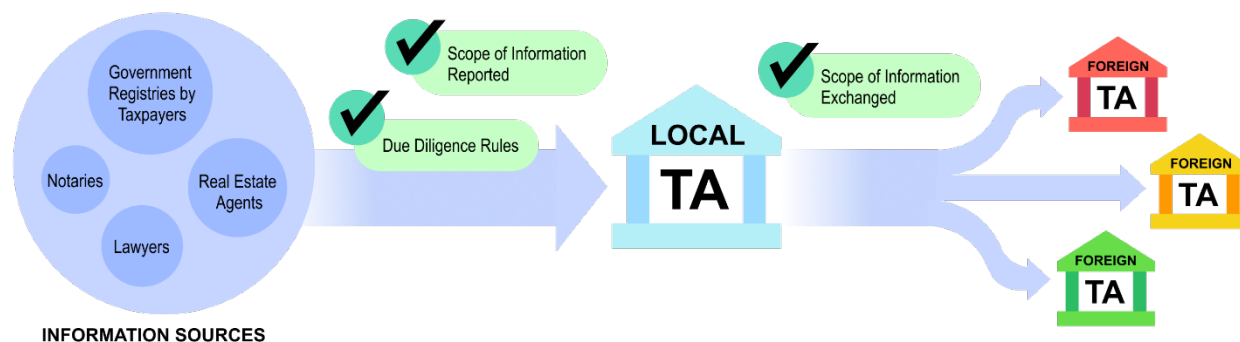 Government
Registries by
Taxpayers
Notaries
Real Estate
Agents
Lawyers
INFORMATION SOURCES
Scope of Information
Reported
Due Diligence Rules
LOCAL
TA
Scope of Information
Exchanged
FOREIGN
TA
FOREIGN
TA
FOREIGN
TA